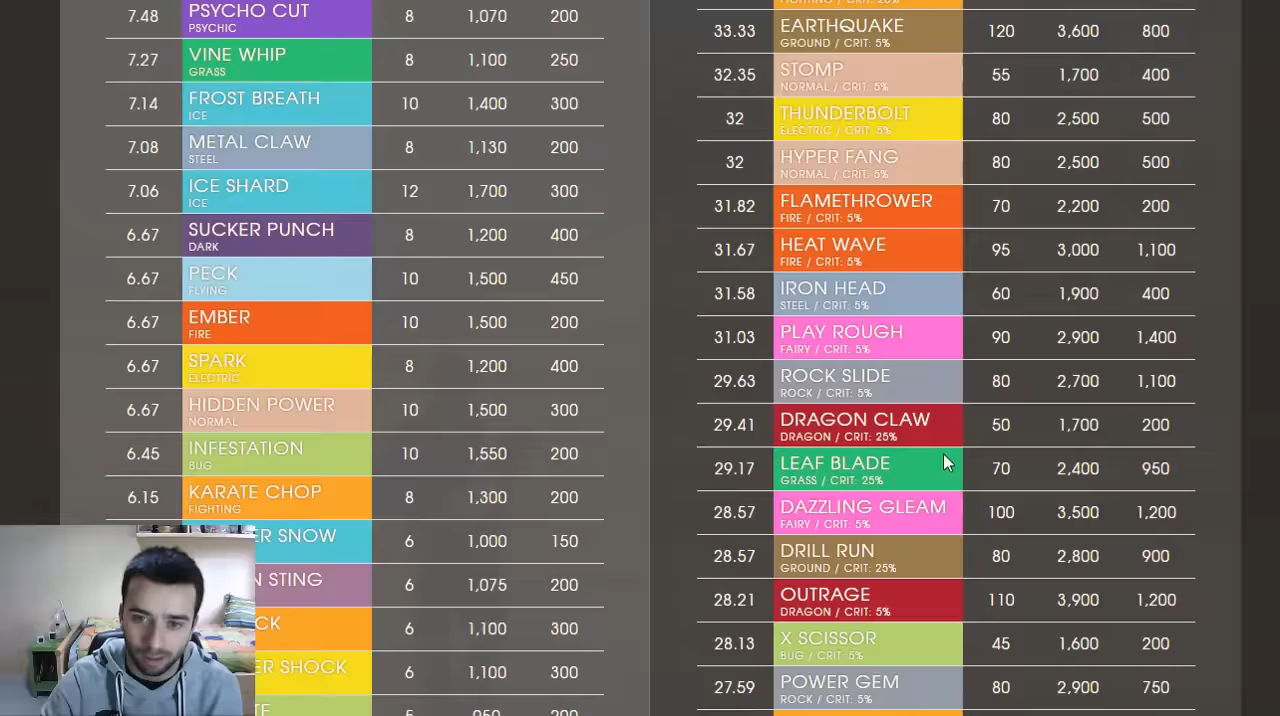 7.48 PSYCHO CUT 8 1,070 200
PSYCHIC
7.27 VINE WHIP 8 1,100 250
GRASS
7.14 FROST BREATH 10 1,400 300
ICE
7.08 METAL CLAW 8 1,130 200
STEEL
7.06 ICE SHARD 12 1,700 300
ICE
6.67 SUCKER PUNCH 8 1,200 400
DARK
6.67 PECK 10 1,500 450
FLYING
6.67 EMBER 10 1,500 200
FIRE
6.67 SPARK 8 1,200 400
ELECTRIC
6.67 HIDDEN POWER 10 1,500 300
NORMAL
6.45 INFESTATION 10 1,550 200
BUG
6.15 KARATE CHOP 8 1,300 200
FIGHTING
ER SNOW 6 1,000 150
N STING 6 1,075 200
CK 6 1,100 300
ER SHOCK 6 1,100 300
33.33 EARTHQUAKE 120 3,600 800
GROUND / CRIT: 5%
32.35 STOMP 55 1,700 400
NORMAL / CRIT: 5%
32 THUNDERBOLT 80 2,500 500
ELECTRIC / CRIT: 5%
32 HYPER FANG 80 2,500 500
NORMAL / CRIT: 5%
31.82 FLAMETHROWER 70 2,200 200
FIRE / CRIT: 5%
31.67 HEAT WAVE 95 3,000 1,100
FIRE / CRIT: 5%
31.58 IRON HEAD 60 1,900 400
STEEL / CRIT: 5%
31.03 PLAY ROUGH 90 2,900 1,400
FAIRY / CRIT: 5%
29.63 ROCK SLIDE 80 2,700 1,100
ROCK / CRIT: 5%
29.41 DRAGON CLAW 50 1,700 200
DRAGON / CRIT: 25%
29.17 LEAF BLADE 70 2,400 950
GRASS / CRIT: 25%
28.57 DAZZLING GLEAM 100 3,500 1,200
FAIRY / CRIT: 5%
28.57 DRILL RUN 80 2,800 900
GROUND / CRIT: 25%
28.21 OUTRAGE 110 3,900 1,200
DRAGON / CRIT: 5%
28.13 X SCISSOR 45 1,600 200
BUG / CRIT: 5%
27.59 POWER GEM 80 2,900 750
ROCK / CRIT: 5%